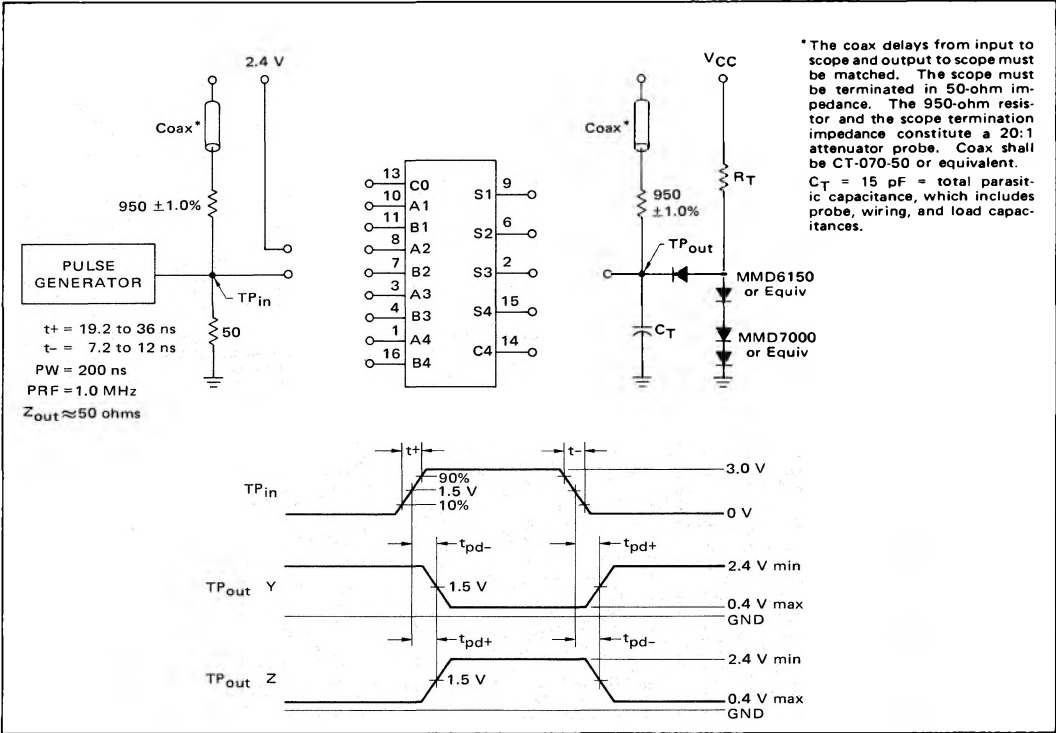 2.4 V
Coax*
950 ±1.0%
PULSE
GENERATOR
TPin
50
t+ = 19.2 to 36 ns
t– = 7.2 to 12 ns
PW = 200 ns
PRF = 1.0 MHz
Zout ≈ 50 ohms
13 C0
10 A1
11 B1
8 A2
7 B2
3 A3
4 B3
1 A4
16 B4
S1 9
S2 6
S3 2
S4 15
C4 14
Coax*
950
±1.0%
TPout
CT
VCC
RT
MMD6150
or Equiv
MMD7000
or Equiv
*The coax delays from input to
scope and output to scope must
be matched. The scope must
be terminated in 50-ohm im-
pedance. The 950-ohm resis-
tor and the scope termination
impedance constitute a 20:1
attenuator probe. Coax shall
be CT-070-50 or equivalent.
CT = 15 pF = total parasit-
ic capacitance, which includes
probe, wiring, and load capac-
itances.
t+
t–
TPin
90%
1.5 V
10%
3.0 V
0 V
tpd–
tpd+
TPout Y
1.5 V
2.4 V min
0.4 V max
GND
tpd+
tpd–
TPout Z
1.5 V
2.4 V min
0.4 V max
GND